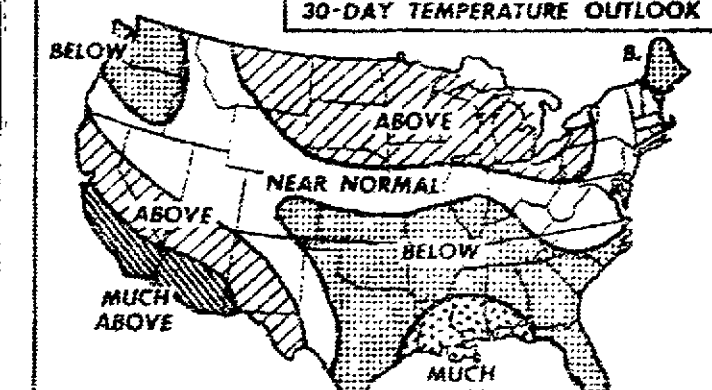 30-DAY TEMPERATURE OUTLOOK
BELOW
B.
ABOVE
NEAR NORMAL
ABOVE
BELOW
MUCH
ABOVE
MUCH